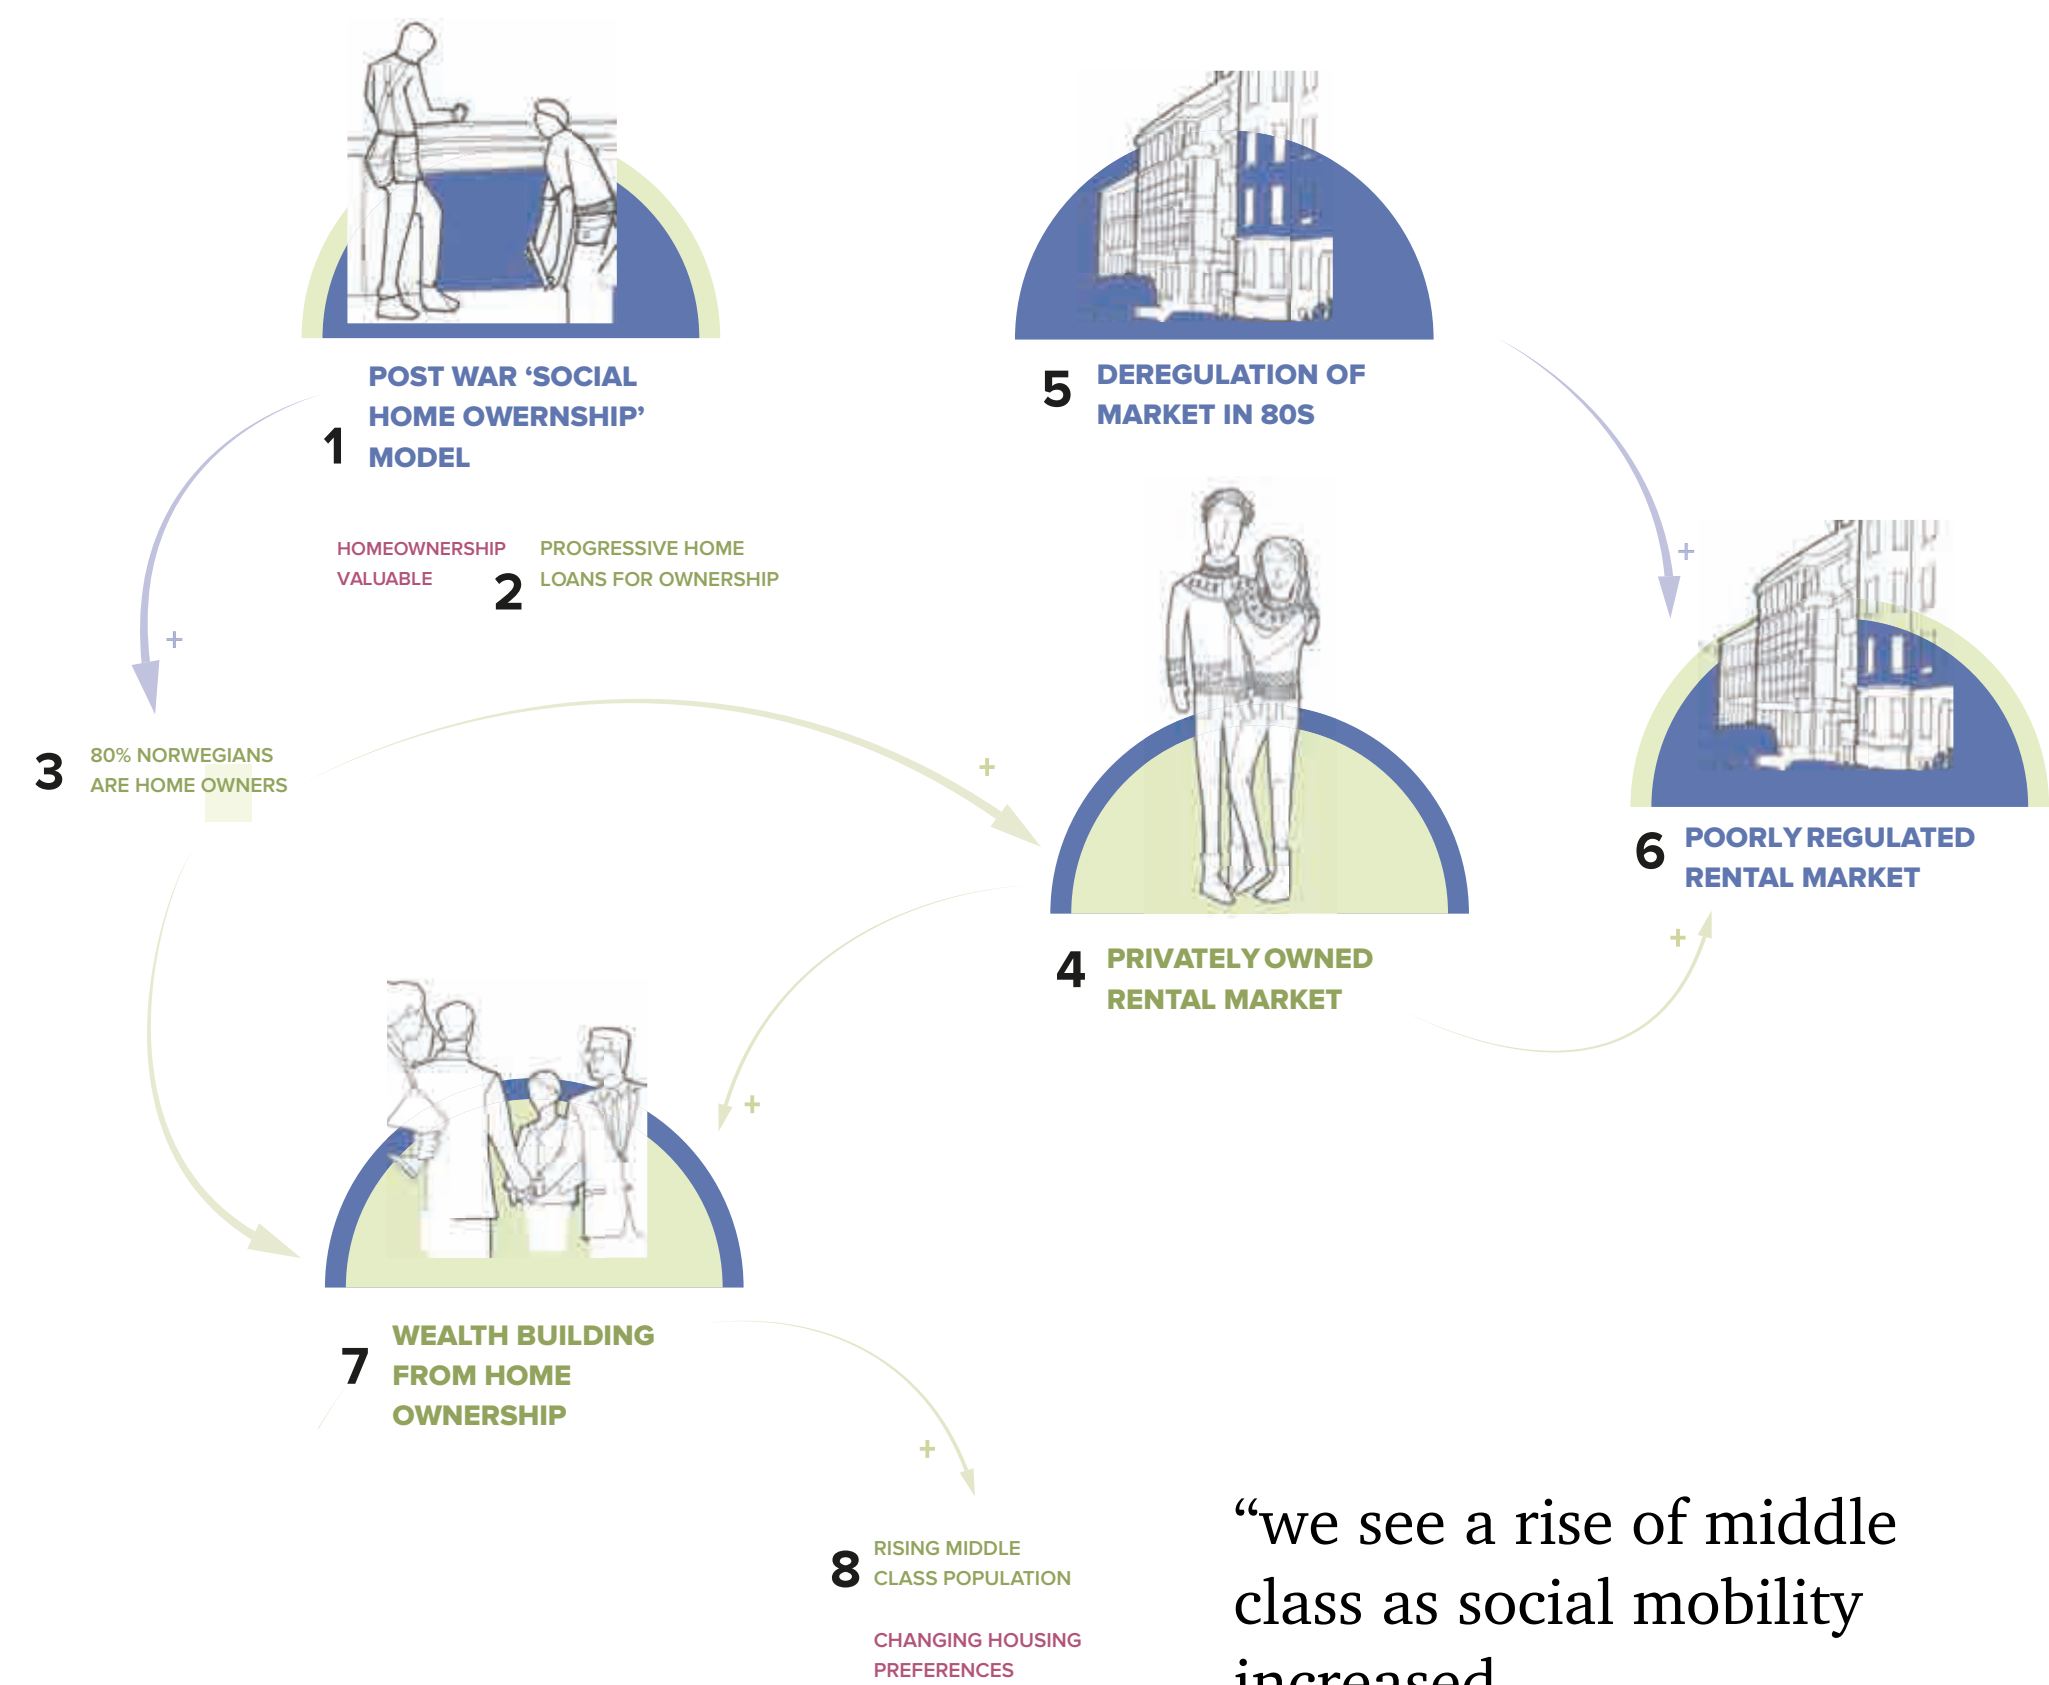 POST WAR ‘SOCIAL
HOME OWERNSHIP’
1
MODEL
HOMEOWNERSHIP
VALUABLE
2
PROGRESSIVE HOME
LOANS FOR OWNERSHIP
+
3
80% NORWEGIANS
ARE HOME OWNERS
+
5
DEREGULATION OF
MARKET IN 80S
+
4
PRIVATELY OWNED
RENTAL MARKET
+
6
POORLY REGULATED
RENTAL MARKET
+
7
WEALTH BUILDING
FROM HOME
OWNERSHIP
+
8
RISING MIDDLE
CLASS POPULATION
CHANGING HOUSING
PREFERENCES
“we see a rise of middle
class as social mobility
increased